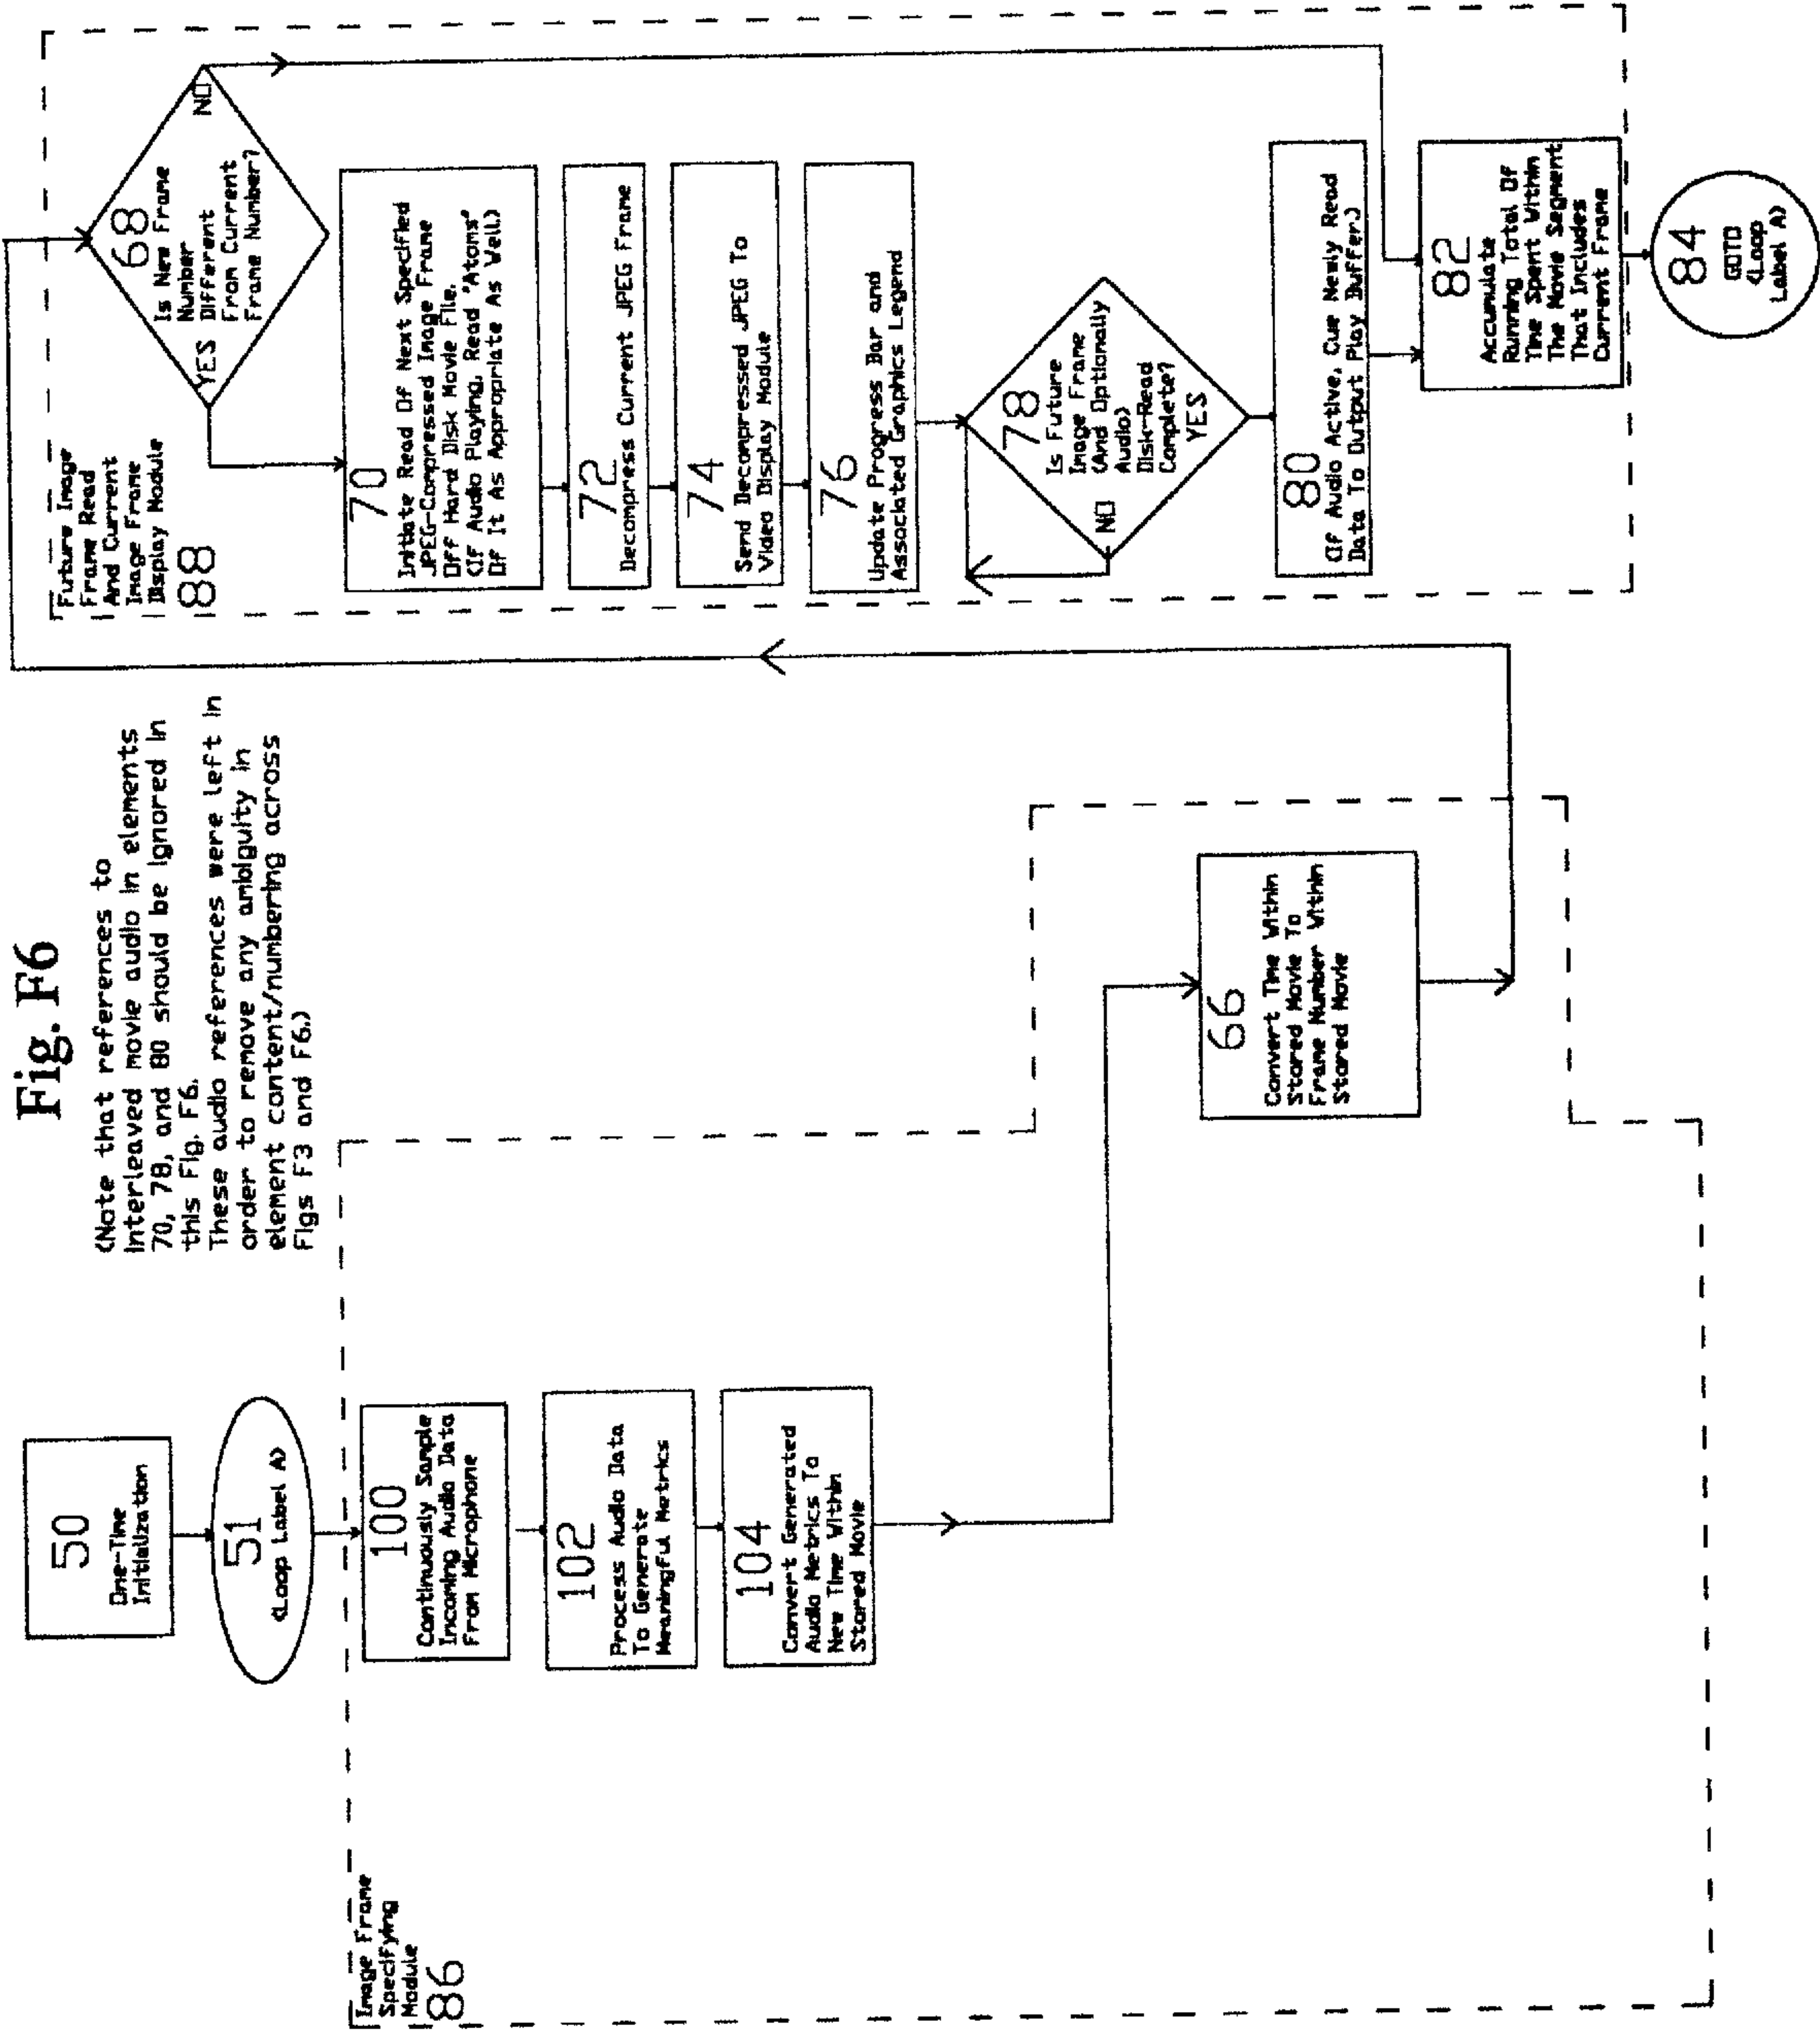 Fig. F6
(Note that references to
interleaved movie audio in elements
70, 78, and 80 should be ignored in
this Fig. F6.
These audio references were left in
order to remove any ambiguity in
element content/numbering across
Figs F3 and F6.)
50
One-Time
Initialization
51
<Loop Label A>
Image Frame
Specifying
Module
86
100
Continuously Sample
Incoming Audio Data
From Microphone
102
Process Audio Data
To Generate
Meaningful Metrics
104
Convert Generated
Audio Metrics To
New Time Within
Stored Movie
66
Convert Time Within
Stored Movie To
Frame Number Within
Stored Movie
Future Image
Frame Read
And Current
Image Frame
Display Module
88
68
Is New Frame
Number
Different
From Current
Frame Number?
YES
NO
70
Initiate Read Of Next Specified
JPEG-Compressed Image Frame
Off Hard Disk Movie File.
(If Audio Playing, Read "Atoms"
Of It As Appropriate As Well.)
72
Decompress Current JPEG Frame
74
Send Decompressed JPEG To
Video Display Module
76
Update Progress Bar and
Associated Graphics Legend
78
Is Future
Image Frame
(And Optionally
Audio)
Disk-Read
Complete?
NO
YES
80
(If Audio Active, Cue Newly Read
Data To Output Play Buffer.)
82
Accumulate
Running Total Of
Time Spent Within
The Movie Segment
That Includes
Current Frame
84
GOTO
<Loop
Label A>